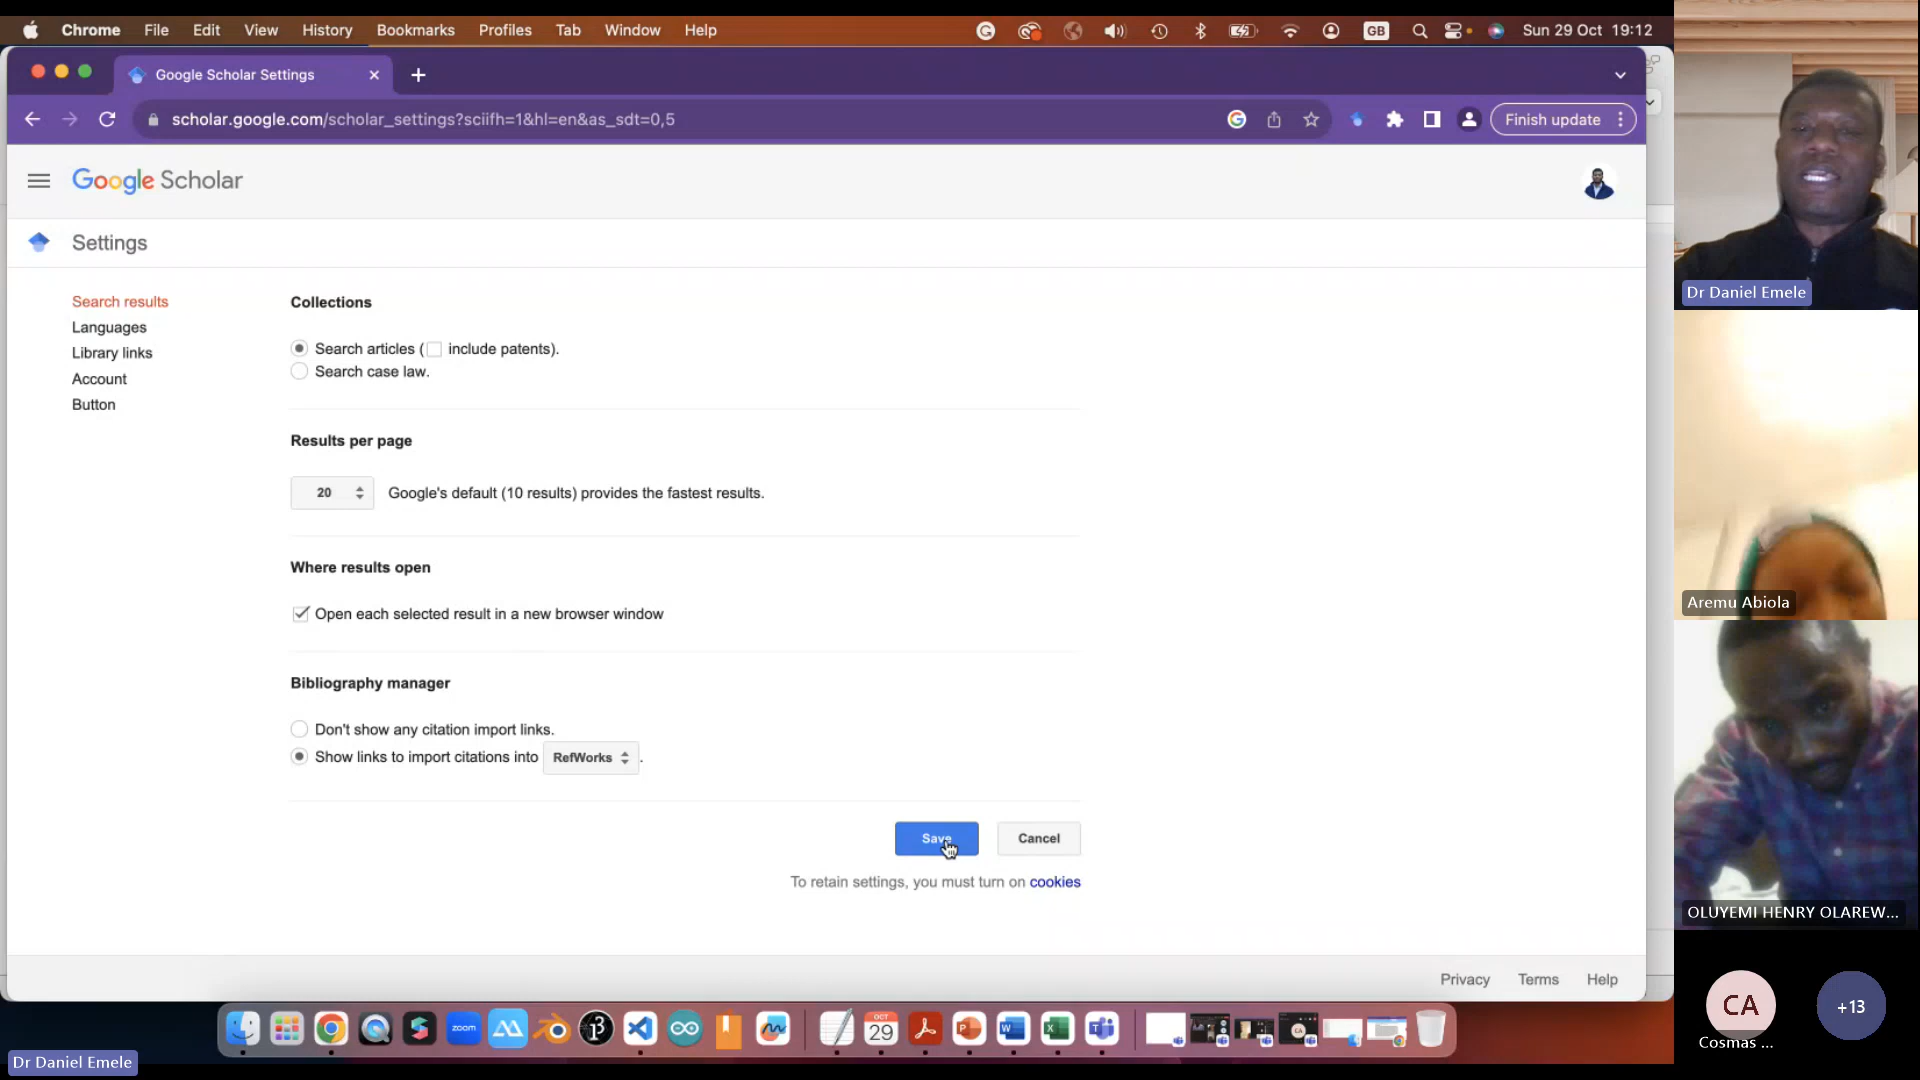 Chrome File Edit View History Bookmarks Profiles Tab Window Help GB Sun 29 Oct 19:12
Google Scholar Settings
scholar.google.com/scholar_settings?sciifh=1&hl=en&as_sdt=0,5
Finish update
Google Scholar
Settings
Search results
Languages
Library links
Account
Button
Collections
Search articles ( include patents).
Search case law.
Results per page
20 Google's default (10 results) provides the fastest results.
Where results open
Open each selected result in a new browser window
Bibliography manager
Don't show any citation import links.
Show links to import citations into RefWorks .
Save Cancel
To retain settings, you must turn on cookies
Privacy Terms Help
zoom
OCT
29
Dr Daniel Emele
Dr Daniel Emele
Aremu Abiola
OLUYEMI HENRY OLAREW...
CA
Cosmas ...
+13